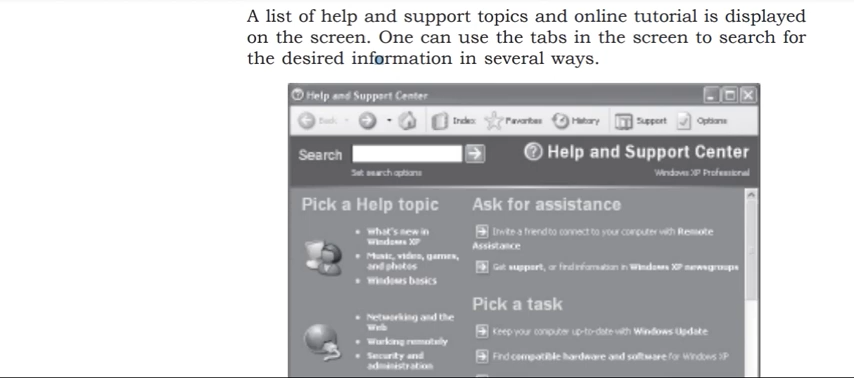 A list of help and support topics and online tutorial is displayed
on the screen. One can use the tabs in the screen to search for
the desired information in several ways.
Help and Support Center
Back Index Favorites History Support Options
Search
Set search options
Help and Support Center
Windows XP Professional
Pick a Help topic
What's new in
Windows XP
Music, video, games,
and photos
Windows basics
Networking and the
Web
Working remotely
Security and
administration
Ask for assistance
Invite a friend to connect to your computer with Remote
Assistance
Get support, or find information in Windows XP newsgroups
Pick a task
Keep your computer up-to-date with Windows Update
Find compatible hardware and software for Windows XP